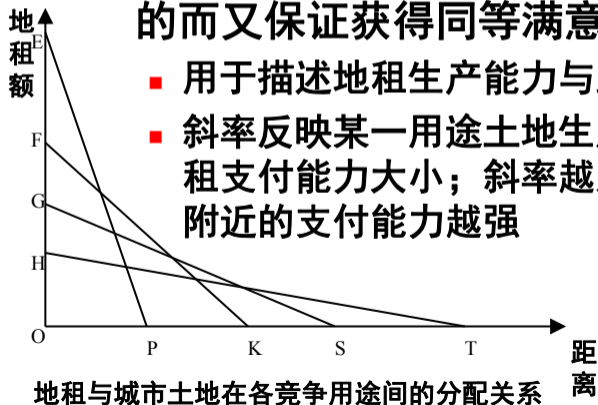 的而又保证获得同等满意
用于描述地租生产能力与
斜率反映某一用途土地生
租支付能力大小；斜率越
附近的支付能力越强
地租额
E
F
G
H
O
P K S T
距离
地租与城市土地在各竞争用途间的分配关系